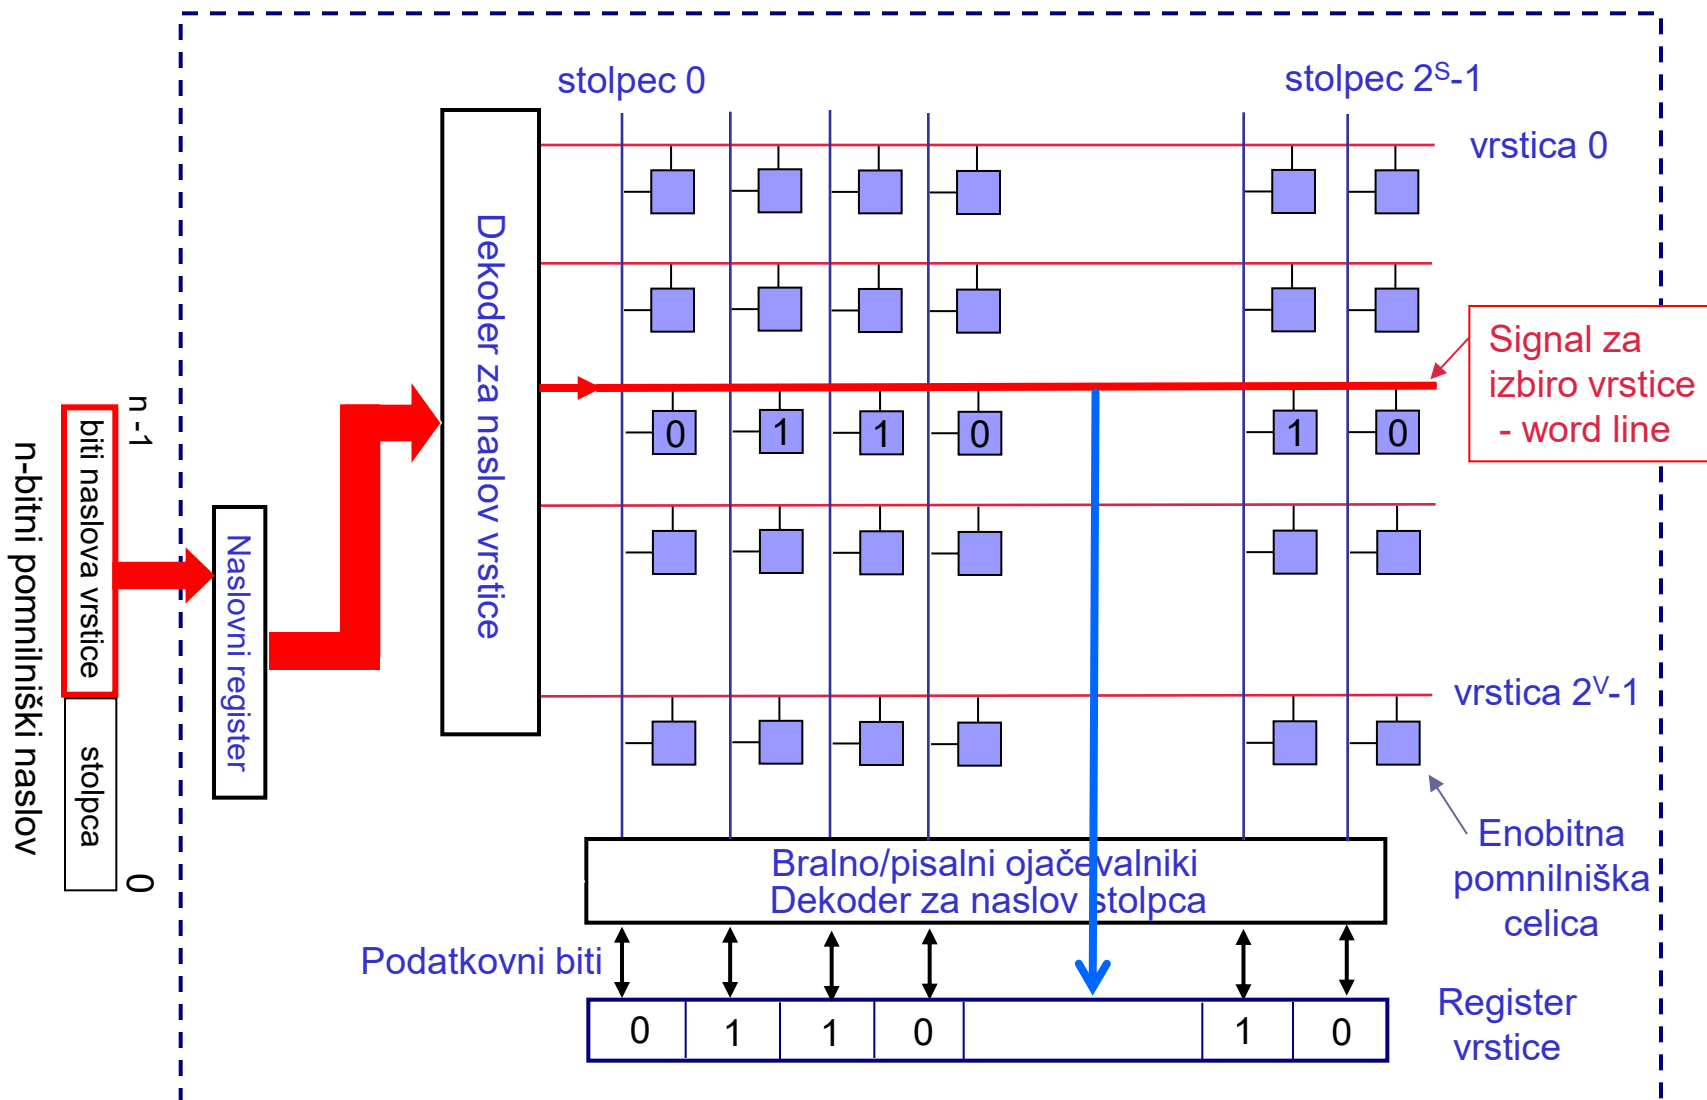 stolpec 0
stolpec 2^S-1
vrstica 0
Dekoder za naslov vrstice
Signal za
izbiro vrstice
- word line
0 1 1 0 1 0
n-bitni pomnilniški naslov
n -1
biti naslova vrstice
stolpca
0
Naslovni register
vrstica 2^V-1
Enobitna
pomnilniška
celica
Bralno/pisalni ojačevalniki
Dekoder za naslov stolpca
Podatkovni biti
0 1 1 0 1 0
Register
vrstice